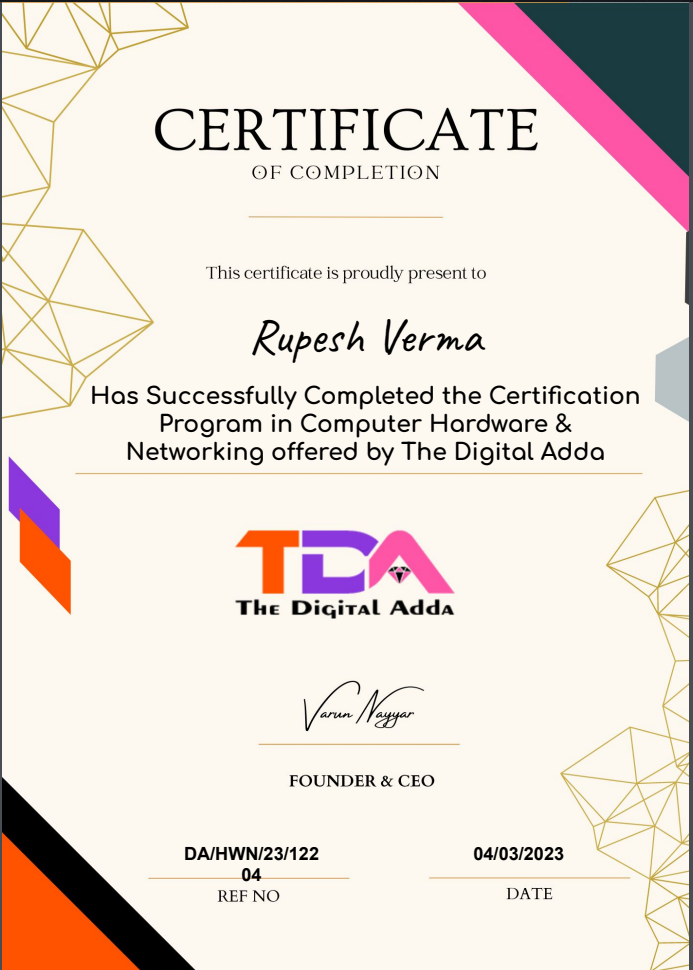 CERTIFICATE
OF COMPLETION
This certificate is proudly present to
Rupesh Verma
Has Successfully Completed the Certification
Program in Computer Hardware &
Networking offered by The Digital Adda
TDA
The Digital Adda
Varun Nayyar
FOUNDER & CEO
DA/HWN/23/122
04
REF NO
04/03/2023
DATE